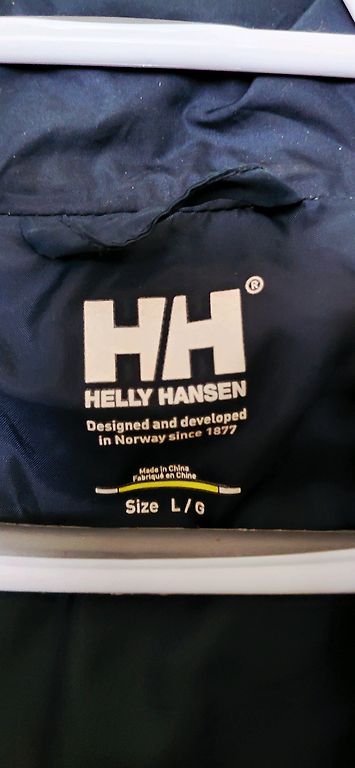 HH®
HELLY HANSEN
Designed and developed
in Norway since 1877
Made in China
Fabriqué en Chine
Size L/G